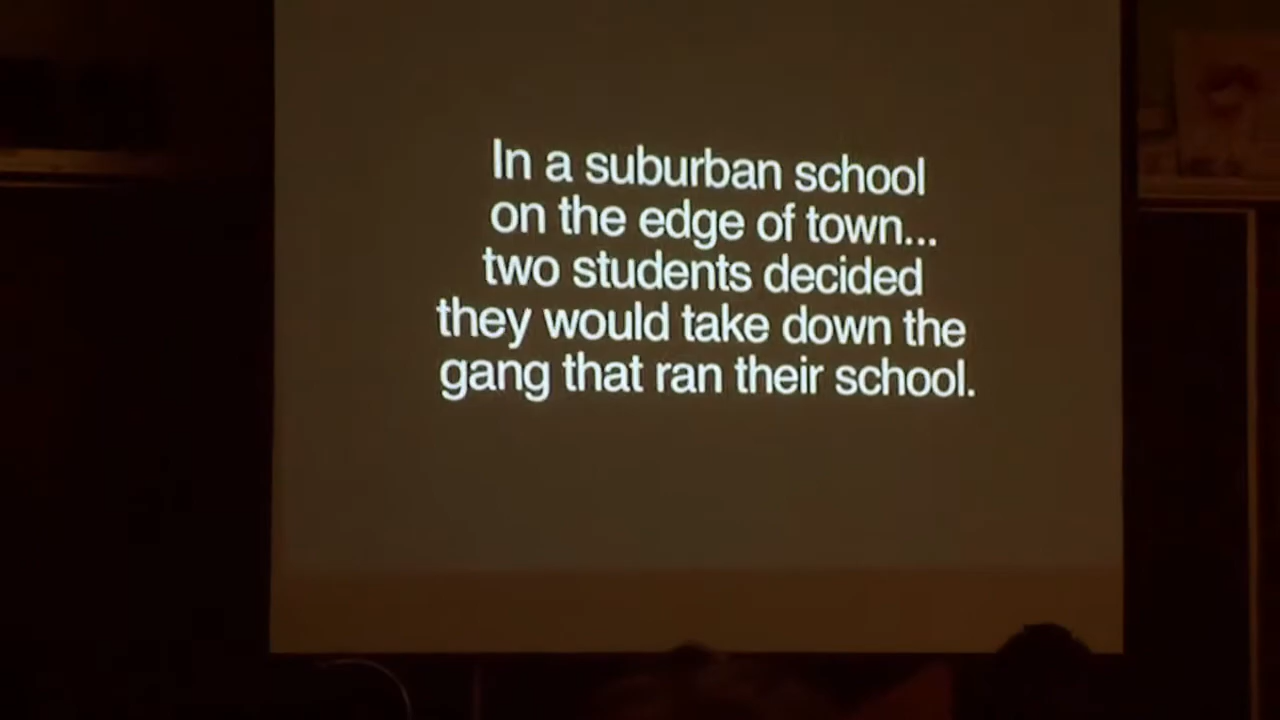 In a suburban school
on the edge of town...
two students decided
they would take down the
gang that ran their school.